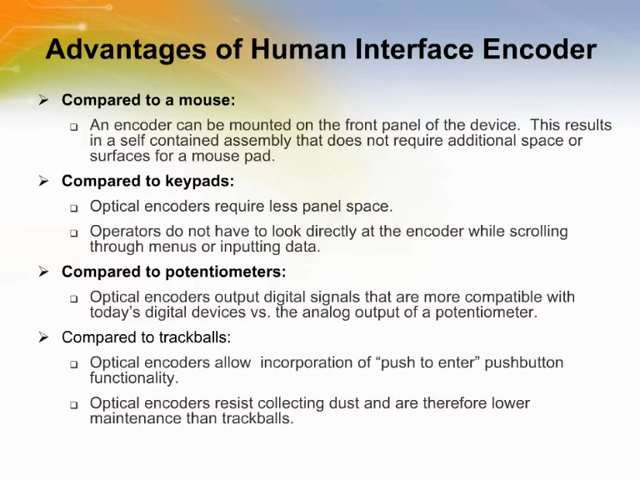 Advantages of Human Interface Encoder
Compared to a mouse:
An encoder can be mounted on the front panel of the device.  This results
in a self contained assembly that does not require additional space or
surfaces for a mouse pad.
Compared to keypads:
Optical encoders require less panel space.
Operators do not have to look directly at the encoder while scrolling
through menus or inputting data.
Compared to potentiometers:
Optical encoders output digital signals that are more compatible with
today’s digital devices vs. the analog output of a potentiometer.
Compared to trackballs:
Optical encoders allow  incorporation of “push to enter” pushbutton
functionality.
Optical encoders resist collecting dust and are therefore lower
maintenance than trackballs.